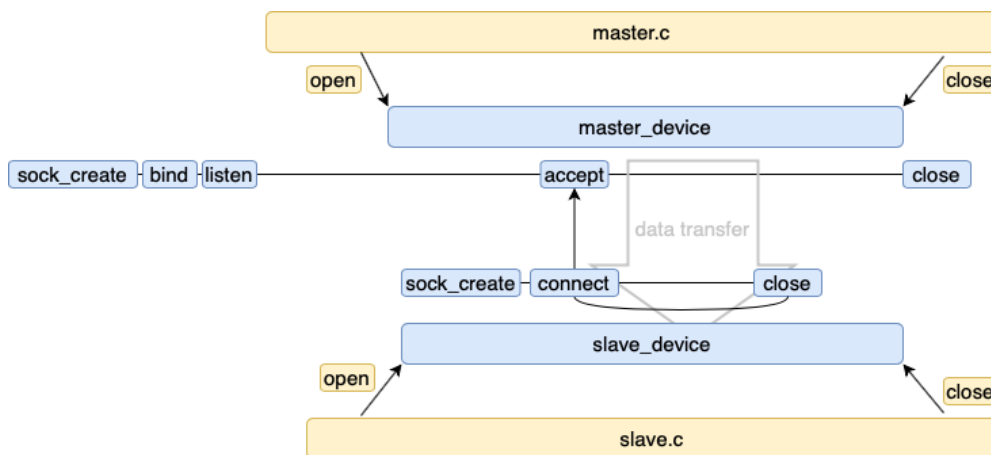 master.c
open
close
master_device
sock_create
bind
listen
accept
close
data transfer
sock_create
connect
close
slave_device
open
close
slave.c